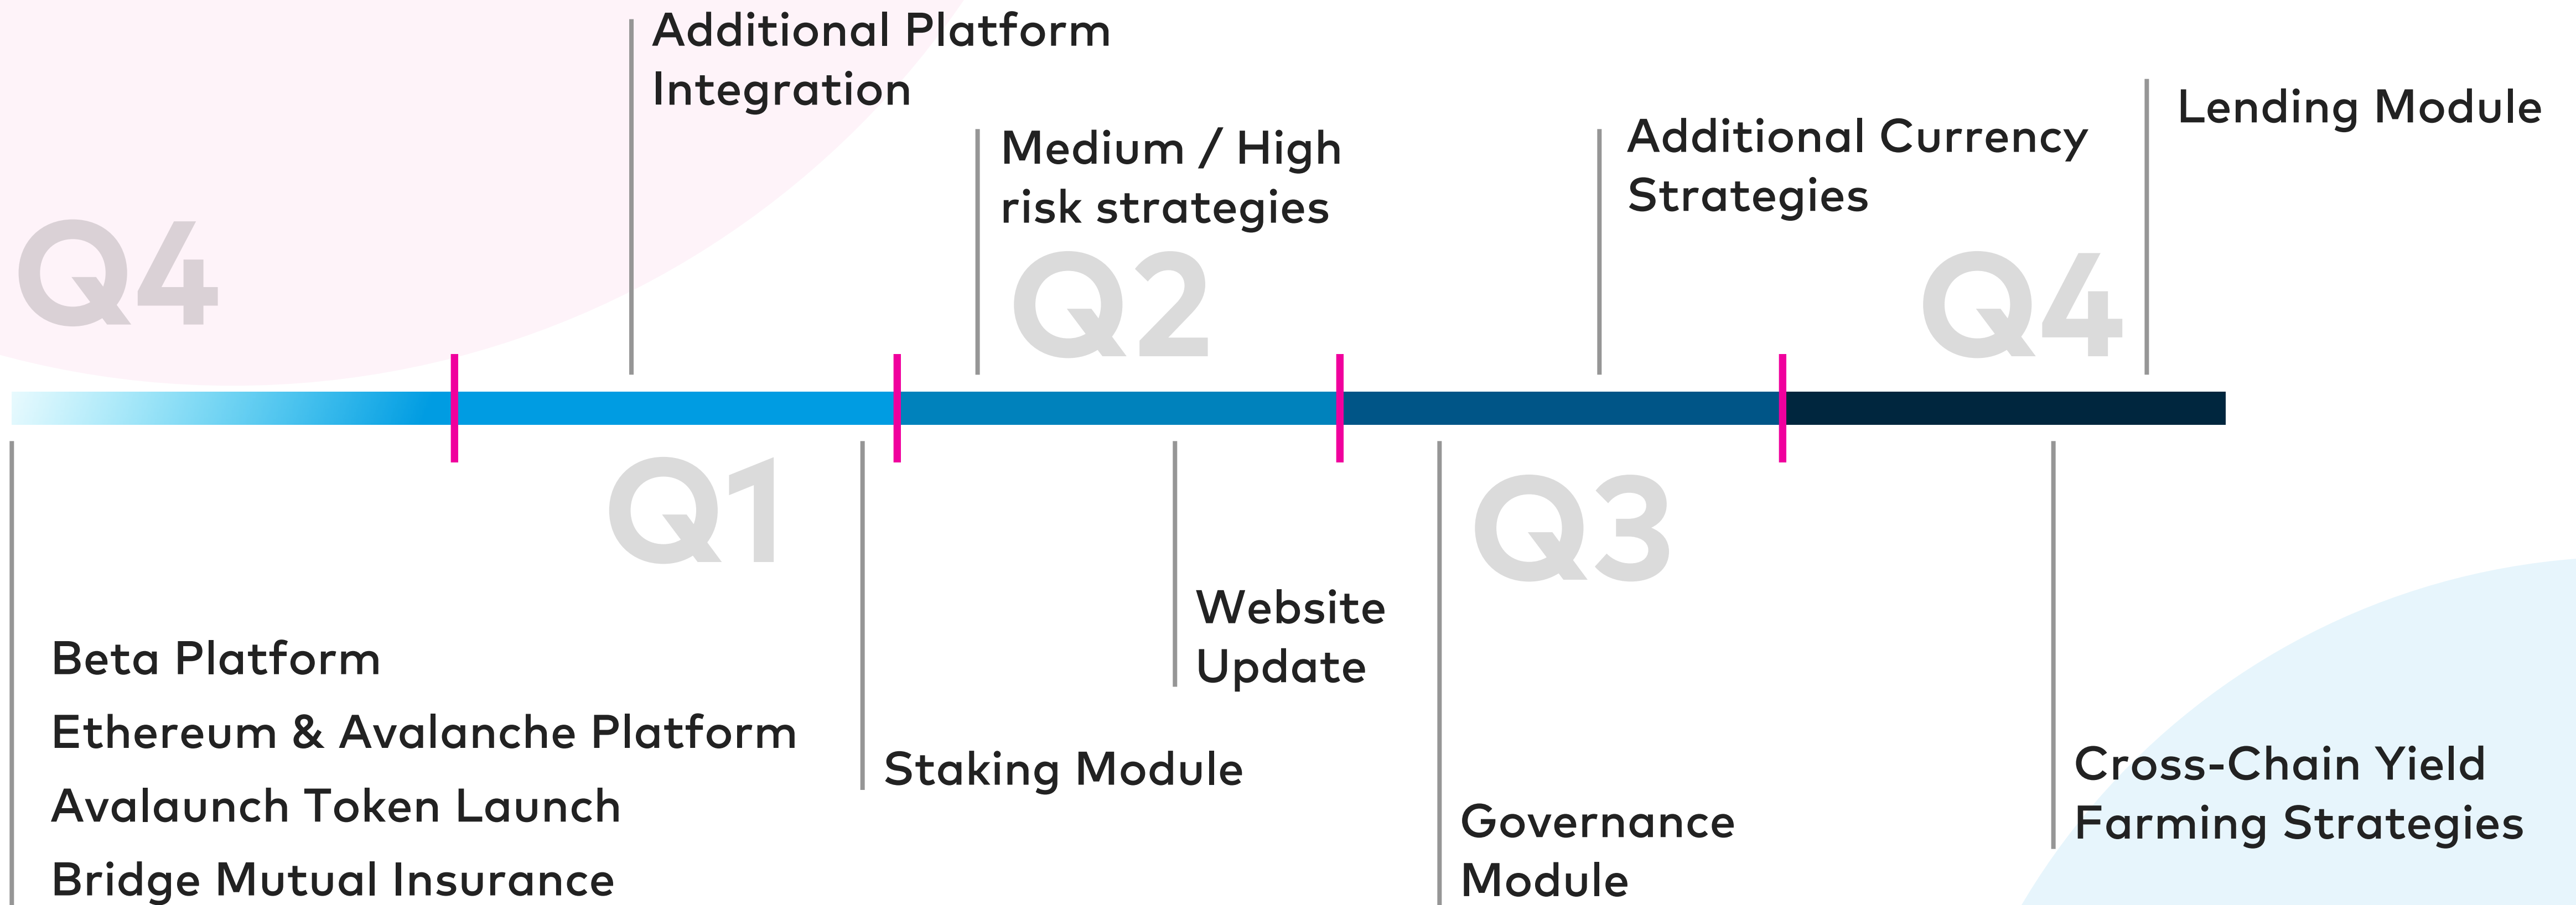 Additional Platform
Integration
Medium / High
risk strategies
Additional Currency
Strategies
Lending Module
Q4
Q2
Q4
Q1
Q3
Beta Platform
Ethereum & Avalanche Platform
Avalaunch Token Launch
Bridge Mutual Insurance
Staking Module
Website
Update
Governance
Module
Cross-Chain Yield
Farming Strategies